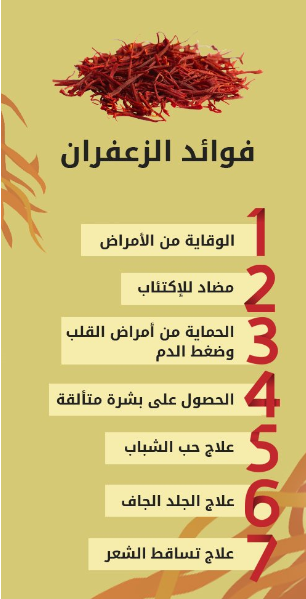 فوائد الزعفران
1
الوقاية من الأمراض
2
مضاد للإكتئاب
3
الحماية من أمراض القلب
وضغط الدم
4
الحصول على بشرة متألقة
5
علاج حب الشباب
6
علاج الجلد الجاف
7
علاج تساقط الشعر